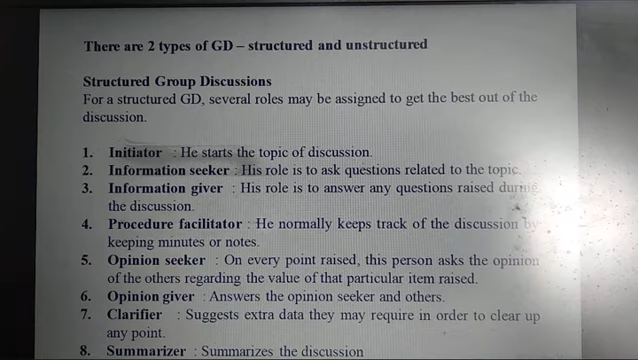 There are 2 types of GD – structured and unstructured
Structured Group Discussions
For a structured GD, several roles may be assigned to get the best out of the
discussion.
1. Initiator : He starts the topic of discussion.
2. Information seeker : His role is to ask questions related to the topic.
3. Information giver : His role is to answer any questions raised during
the discussion.
4. Procedure facilitator : He normally keeps track of the discussion by
keeping minutes or notes.
5. Opinion seeker : On every point raised, this person asks the opinion
of the others regarding the value of that particular item raised.
6. Opinion giver : Answers the opinion seeker and others.
7. Clarifier : Suggests extra data they may require in order to clear up
any point.
8. Summarizer : Summarizes the discussion